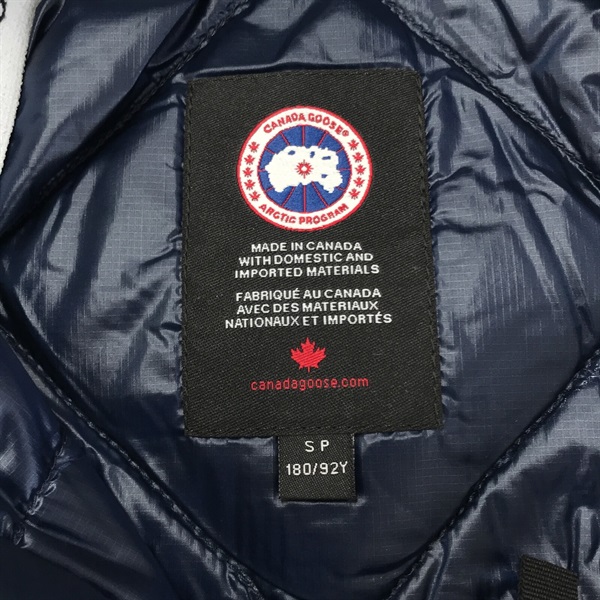 CANADA GOOSE®
ARCTIC PROGRAM
MADE IN CANADA
WITH DOMESTIC AND
IMPORTED MATERIALS
FABRIQUÉ AU CANADA
AVEC DES MATERIAUX
NATIONAUX ET IMPORTÉS
canadagoose.com
S P
180/92Y